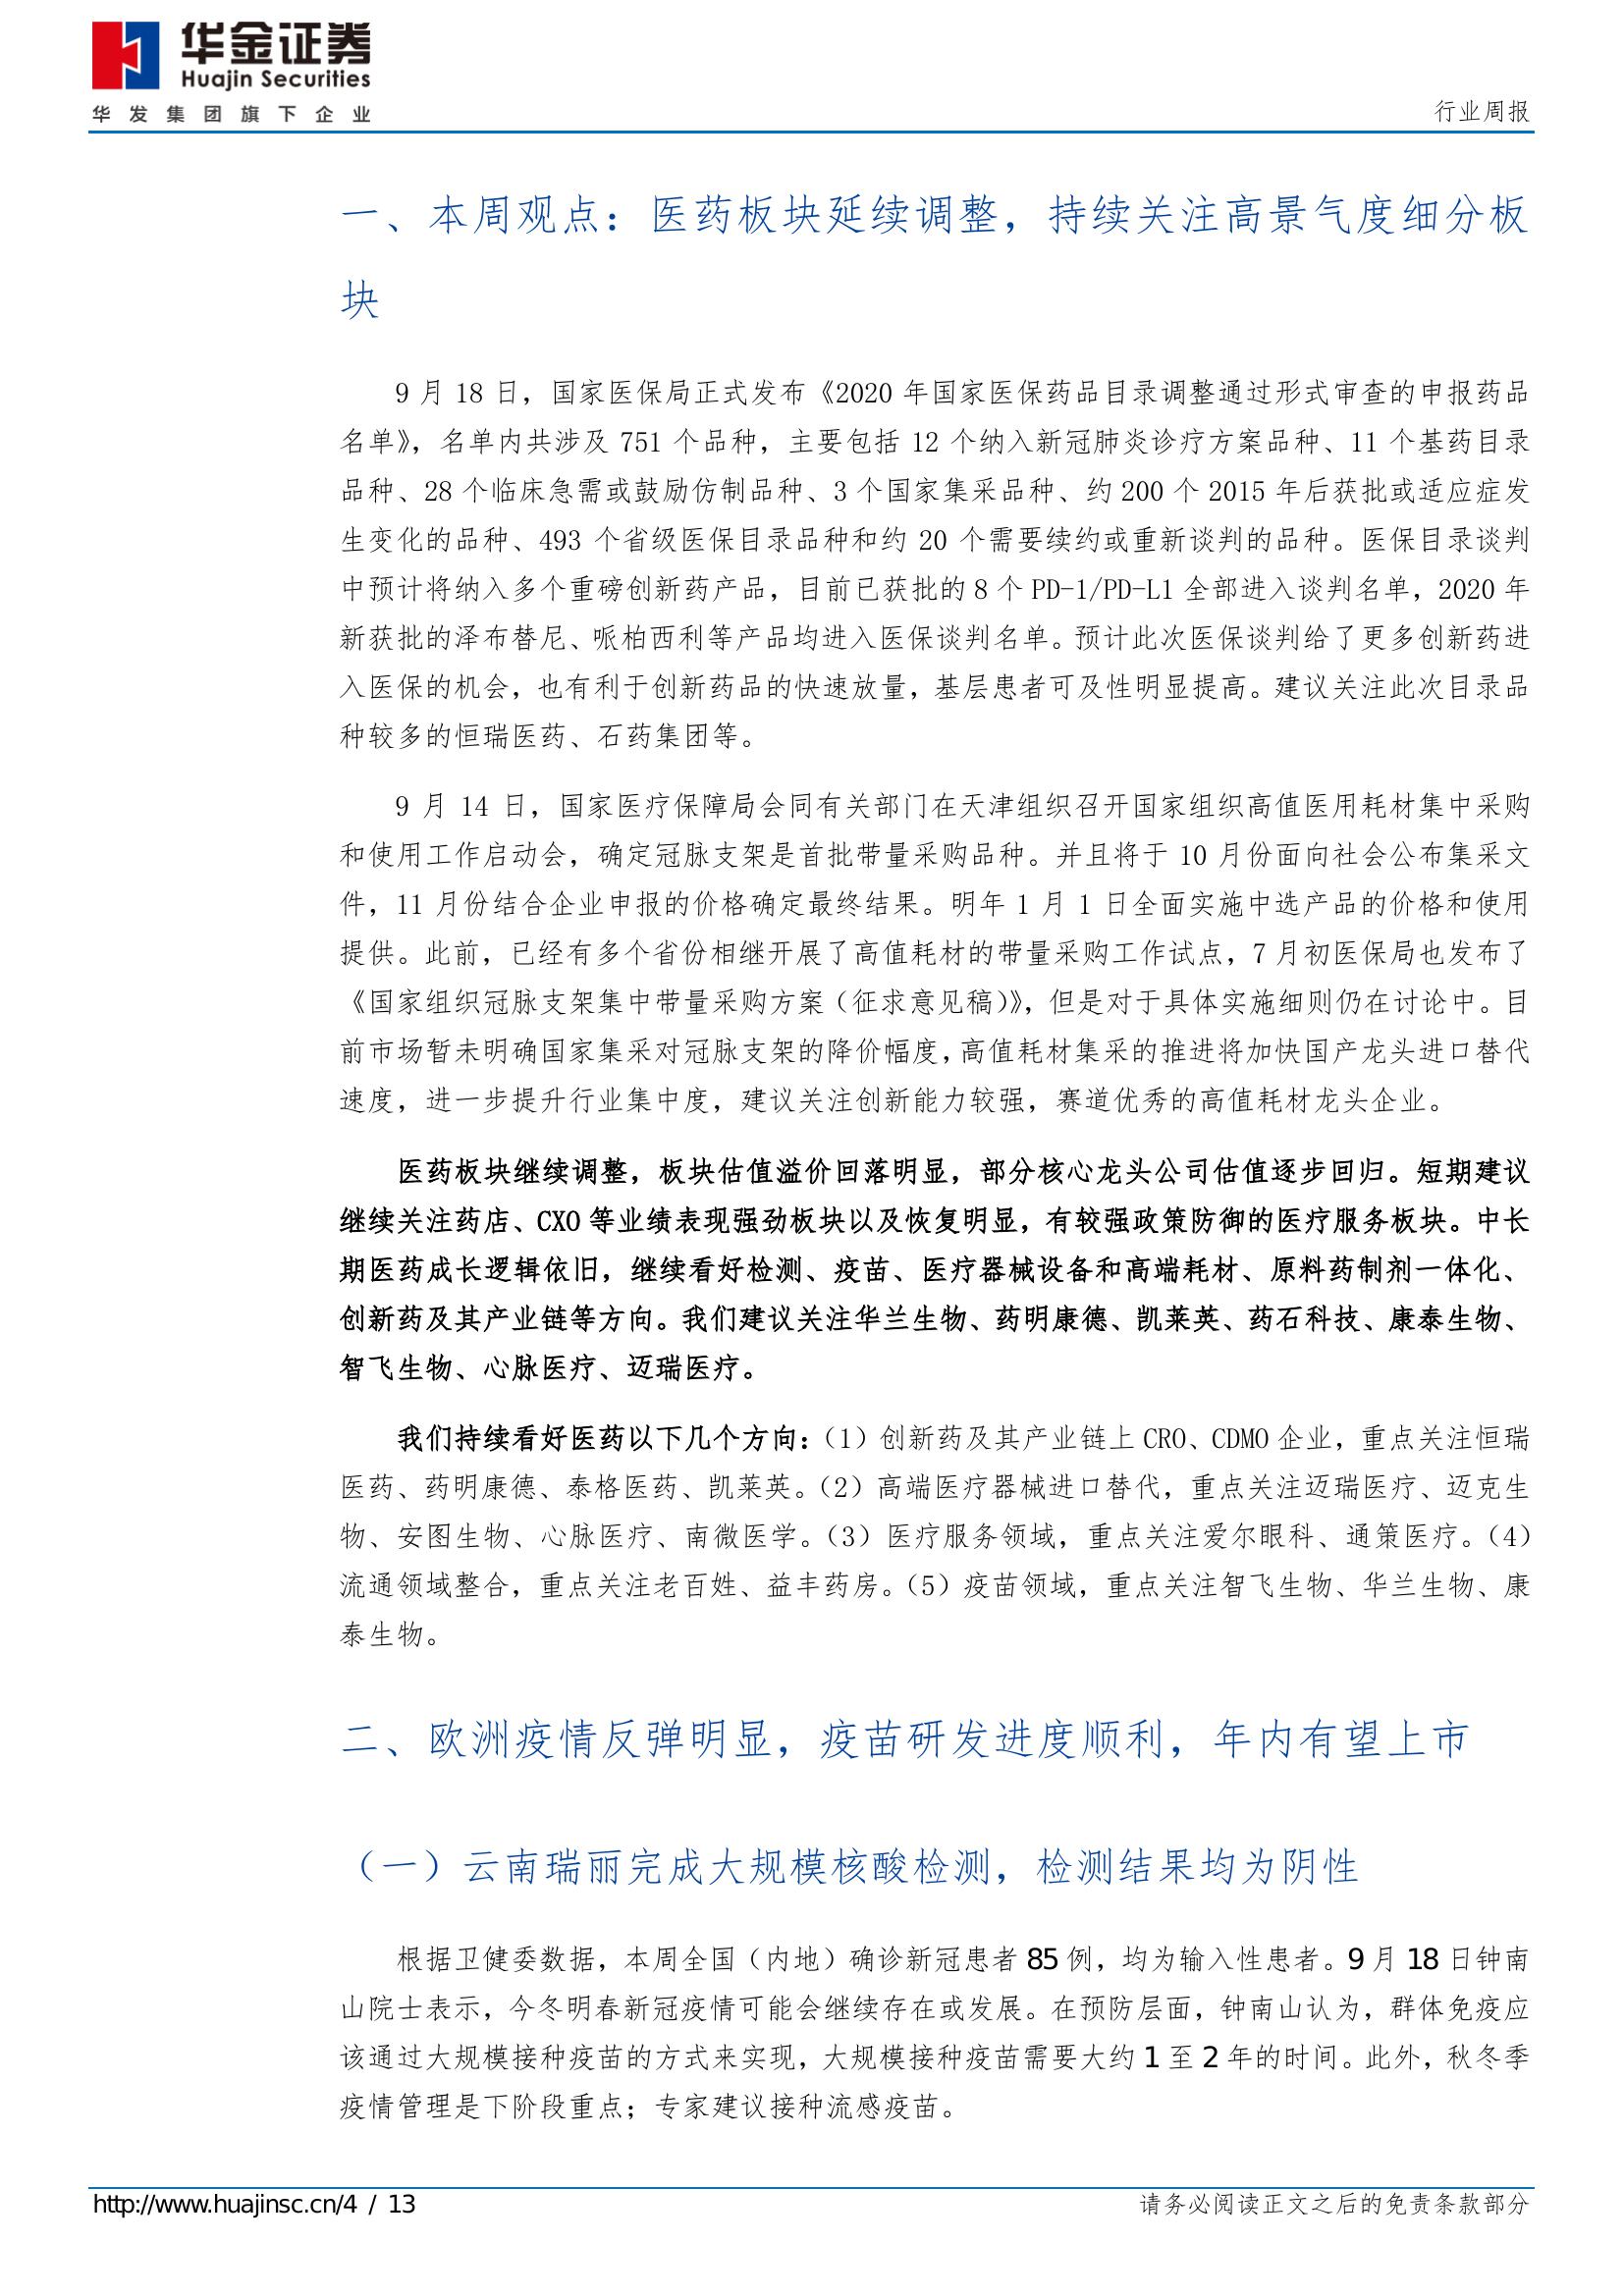 华金证券
Huajin Securities
华发集团旗下企业
行业周报
一、本周观点：医药板块延续调整，持续关注高景气度细分板
块
9 月 18 日，国家医保局正式发布《2020 年国家医保药品目录调整通过形式审查的申报药品
名单》，名单内共涉及 751 个品种，主要包括 12 个纳入新冠肺炎诊疗方案品种、11 个基药目录
品种、28 个临床急需或鼓励仿制品种、3 个国家集采品种、约 200 个 2015 年后获批或适应症发
生变化的品种、493 个省级医保目录品种和约 20 个需要续约或重新谈判的品种。医保目录谈判
中预计将纳入多个重磅创新药产品，目前已获批的 8 个 PD-1/PD-L1 全部进入谈判名单，2020 年
新获批的泽布替尼、哌柏西利等产品均进入医保谈判名单。预计此次医保谈判给了更多创新药进
入医保的机会，也有利于创新药品的快速放量，基层患者可及性明显提高。建议关注此次目录品
种较多的恒瑞医药、石药集团等。
9 月 14 日，国家医疗保障局会同有关部门在天津组织召开国家组织高值医用耗材集中采购
和使用工作启动会，确定冠脉支架是首批带量采购品种。并且将于 10 月份面向社会公布集采文
件，11 月份结合企业申报的价格确定最终结果。明年 1 月 1 日全面实施中选产品的价格和使用
提供。此前，已经有多个省份相继开展了高值耗材的带量采购工作试点，7 月初医保局也发布了
《国家组织冠脉支架集中带量采购方案（征求意见稿）》，但是对于具体实施细则仍在讨论中。目
前市场暂未明确国家集采对冠脉支架的降价幅度，高值耗材集采的推进将加快国产龙头进口替代
速度，进一步提升行业集中度，建议关注创新能力较强，赛道优秀的高值耗材龙头企业。
医药板块继续调整，板块估值溢价回落明显，部分核心龙头公司估值逐步回归。短期建议
继续关注药店、CXO 等业绩表现强劲板块以及恢复明显，有较强政策防御的医疗服务板块。中长
期医药成长逻辑依旧，继续看好检测、疫苗、医疗器械设备和高端耗材、原料药制剂一体化、
创新药及其产业链等方向。我们建议关注华兰生物、药明康德、凯莱英、药石科技、康泰生物、
智飞生物、心脉医疗、迈瑞医疗。
我们持续看好医药以下几个方向：（1）创新药及其产业链上 CRO、CDMO 企业，重点关注恒瑞
医药、药明康德、泰格医药、凯莱英。（2）高端医疗器械进口替代，重点关注迈瑞医疗、迈克生
物、安图生物、心脉医疗、南微医学。（3）医疗服务领域，重点关注爱尔眼科、通策医疗。（4）
流通领域整合，重点关注老百姓、益丰药房。（5）疫苗领域，重点关注智飞生物、华兰生物、康
泰生物。
二、欧洲疫情反弹明显，疫苗研发进度顺利，年内有望上市
（一）云南瑞丽完成大规模核酸检测，检测结果均为阴性
根据卫健委数据，本周全国（内地）确诊新冠患者 85 例，均为输入性患者。9 月 18 日钟南
山院士表示，今冬明春新冠疫情可能会继续存在或发展。在预防层面，钟南山认为，群体免疫应
该通过大规模接种疫苗的方式来实现，大规模接种疫苗需要大约 1 至 2 年的时间。此外，秋冬季
疫情管理是下阶段重点；专家建议接种流感疫苗。
http://www.huajinsc.cn/4 / 13
请务必阅读正文之后的免责条款部分